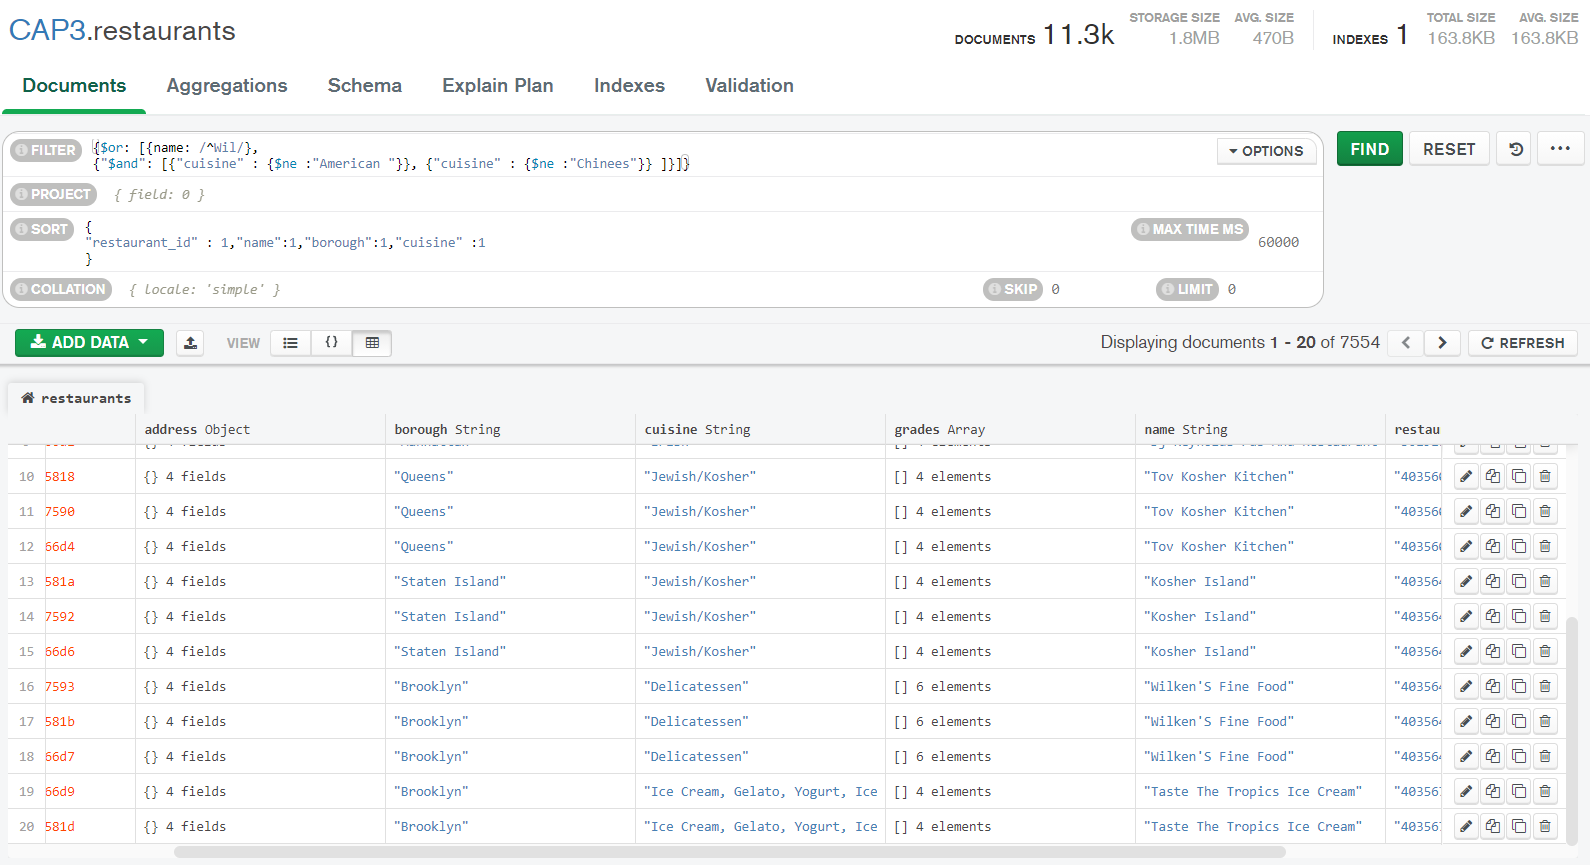 CAP3.restaurants
DOCUMENTS 11.3k STORAGE SIZE 1.8MB AVG. SIZE 470B INDEXES 1 TOTAL SIZE 163.8KB AVG. SIZE 163.8KB
Documents Aggregations Schema Explain Plan Indexes Validation
FILTER {$or: [{name: /^Wil/},
{"$and": [{"cuisine" : {$ne :"American "}}, {"cuisine" : {$ne :"Chinees"}} ]}]}
OPTIONS FIND RESET
PROJECT { field: 0 }
SORT {
"restaurant_id" : 1,"name":1,"borough":1,"cuisine" :1
}
MAX TIME MS 60000
COLLATION { locale: 'simple' } SKIP 0 LIMIT 0
ADD DATA VIEW {} Displaying documents 1 - 20 of 7554 REFRESH
restaurants
address Object borough String cuisine String grades Array name String restau
10 5818 {} 4 fields "Queens" "Jewish/Kosher" [] 4 elements "Tov Kosher Kitchen" "40356
11 7590 {} 4 fields "Queens" "Jewish/Kosher" [] 4 elements "Tov Kosher Kitchen" "40356
12 66d4 {} 4 fields "Queens" "Jewish/Kosher" [] 4 elements "Tov Kosher Kitchen" "40356
13 581a {} 4 fields "Staten Island" "Jewish/Kosher" [] 4 elements "Kosher Island" "40356
14 7592 {} 4 fields "Staten Island" "Jewish/Kosher" [] 4 elements "Kosher Island" "40356
15 66d6 {} 4 fields "Staten Island" "Jewish/Kosher" [] 4 elements "Kosher Island" "40356
16 7593 {} 4 fields "Brooklyn" "Delicatessen" [] 6 elements "Wilken'S Fine Food" "40356
17 581b {} 4 fields "Brooklyn" "Delicatessen" [] 6 elements "Wilken'S Fine Food" "40356
18 66d7 {} 4 fields "Brooklyn" "Delicatessen" [] 6 elements "Wilken'S Fine Food" "40356
19 66d9 {} 4 fields "Brooklyn" "Ice Cream, Gelato, Yogurt, Ice [] 4 elements "Taste The Tropics Ice Cream" "40356
20 581d {} 4 fields "Brooklyn" "Ice Cream, Gelato, Yogurt, Ice [] 4 elements "Taste The Tropics Ice Cream" "40356